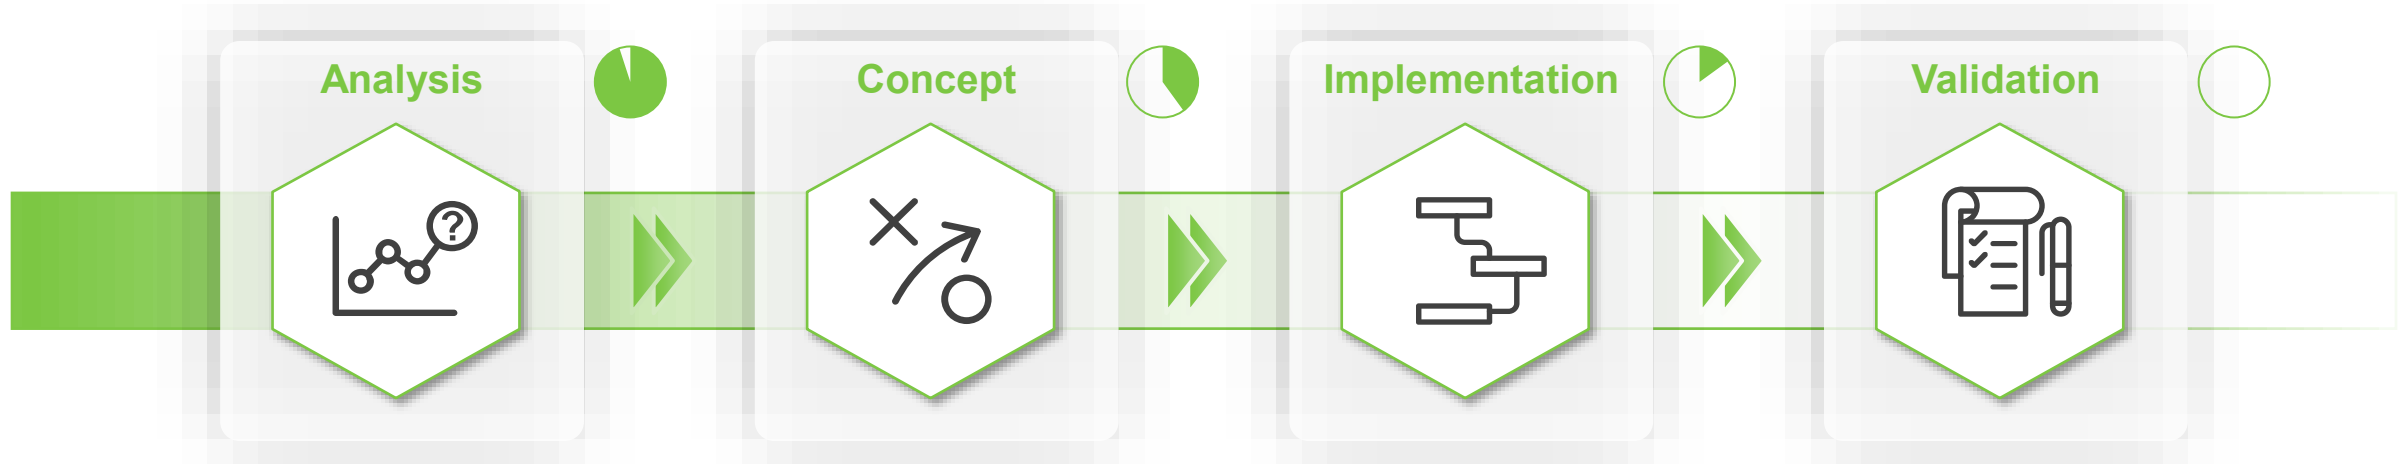 Analysis
Concept
Implementation
Validation
?